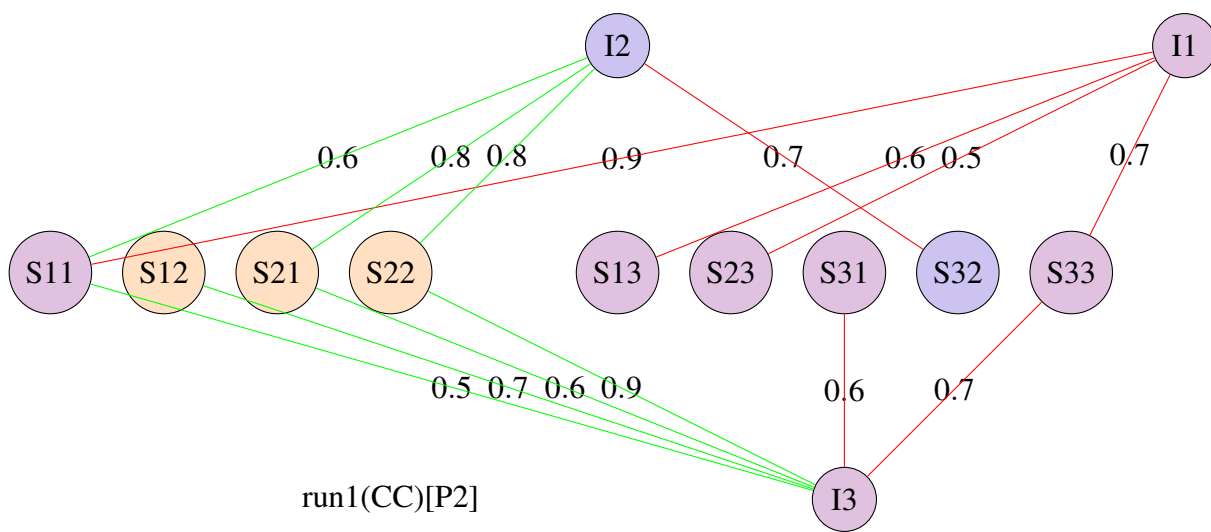 I2 I1
0.6 0.8 0.8 0.9 0.7 0.6 0.5 0.7
S11 S12 S21 S22 S13 S23 S31 S32 S33
0.5 0.7 0.6 0.9 0.6 0.7
run1(CC)[P2] I3